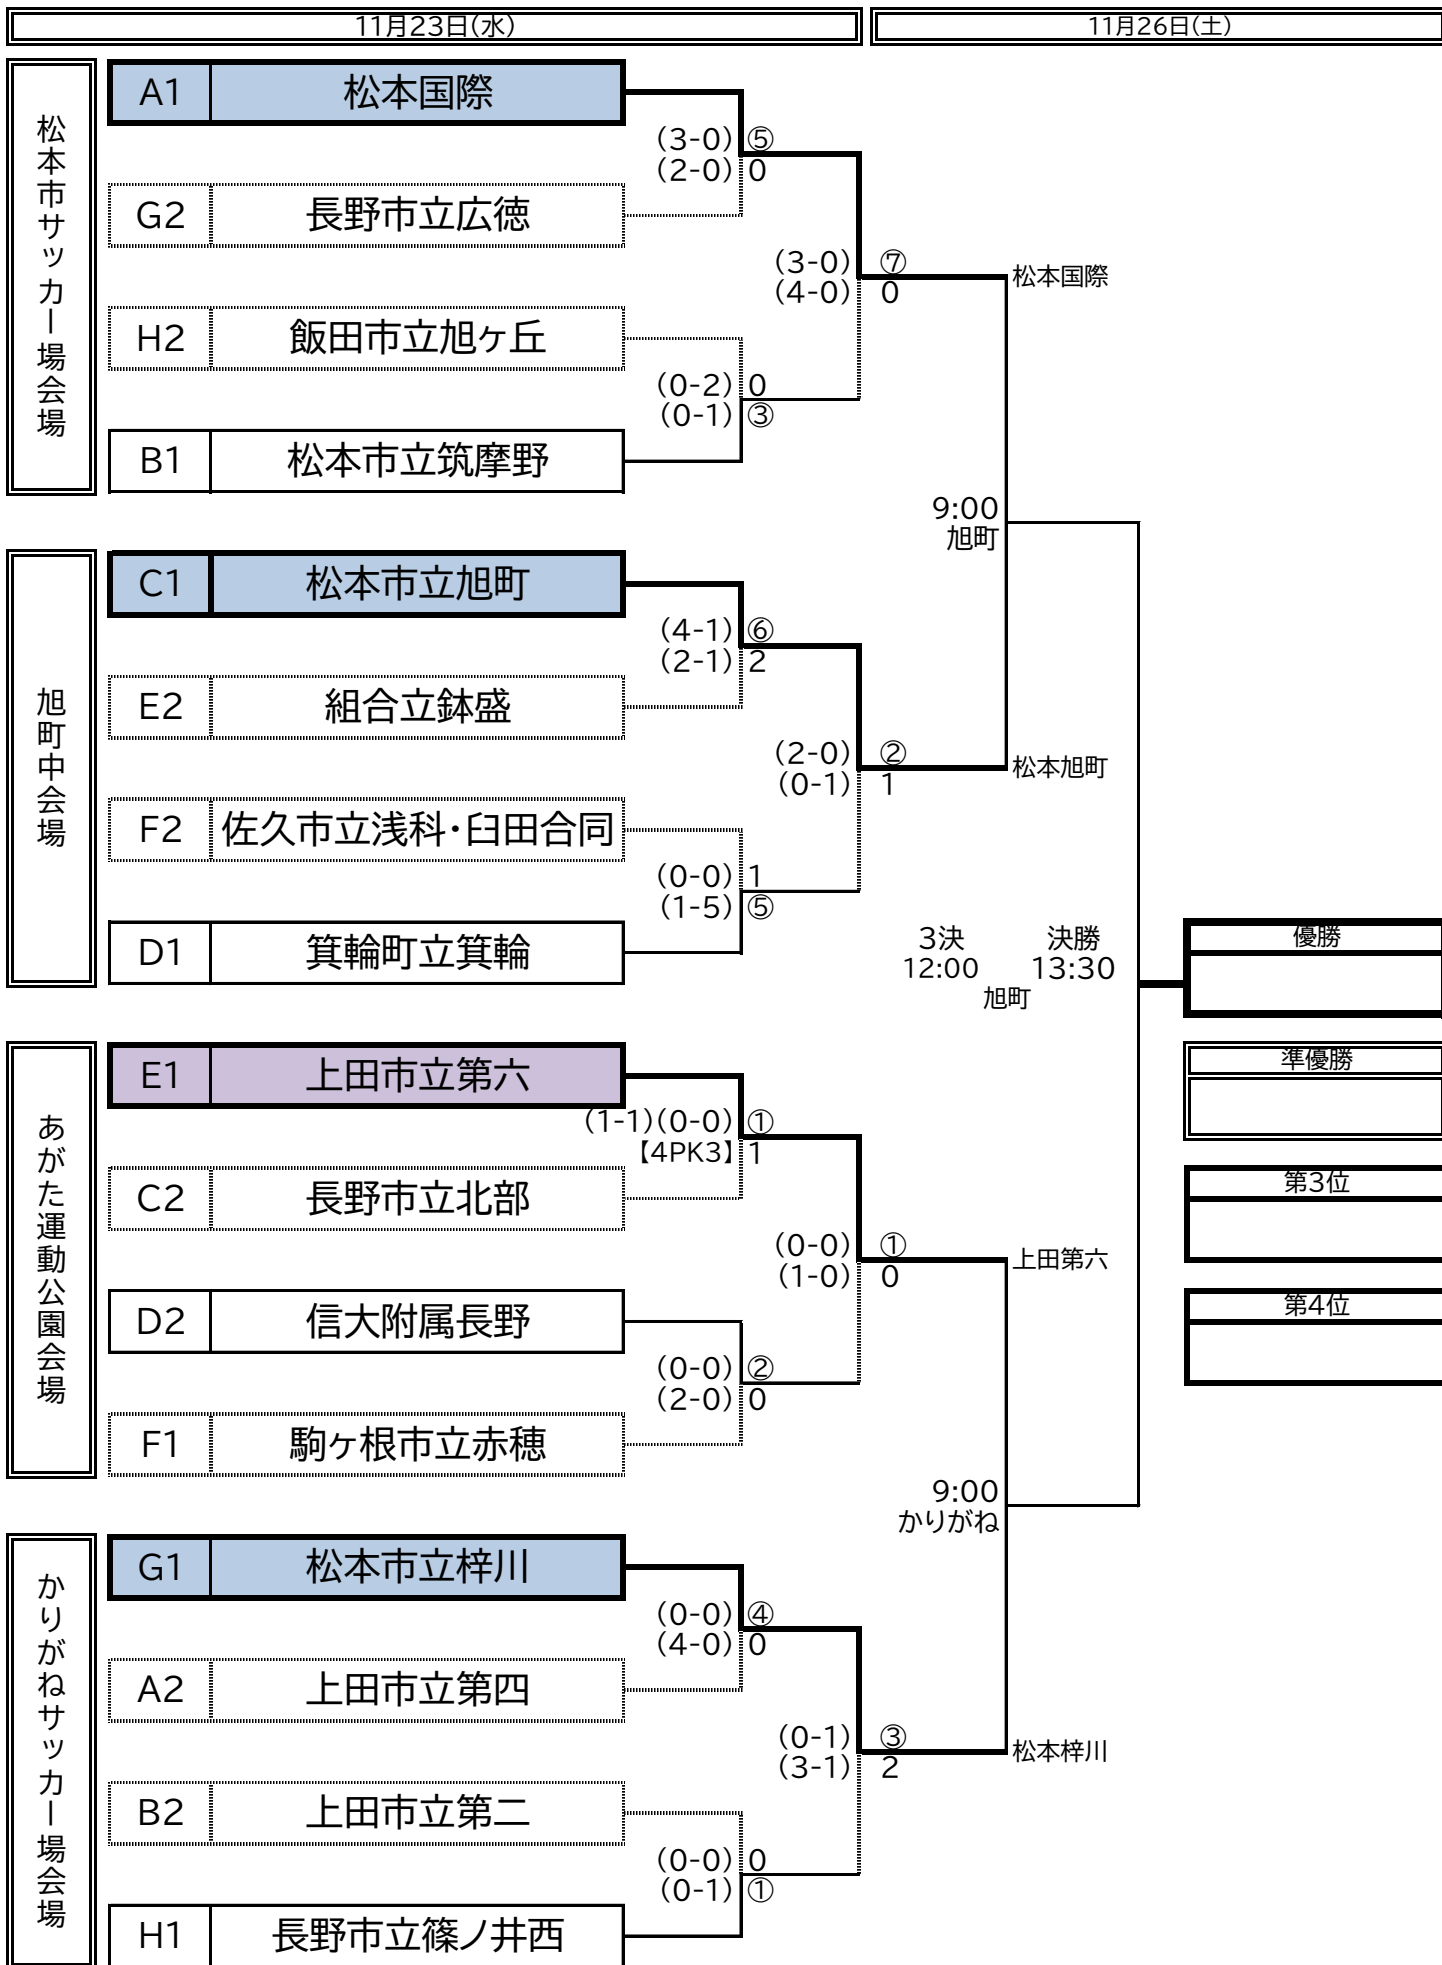 11月23日(水)
11月26日(土)
松本市サッカー場会場
A1 松本国際
(3-0) ⑤
(2-0) 0
G2 長野市立広徳
(3-0) ⑦
(4-0) 0
松本国際
H2 飯田市立旭ヶ丘
(0-2) 0
(0-1) ③
B1 松本市立筑摩野
9:00
旭町
旭町中会場
C1 松本市立旭町
(4-1) ⑥
(2-1) 2
E2 組合立鉢盛
(2-0) ②
(0-1) 1
松本旭町
F2 佐久市立浅科・臼田合同
(0-0) 1
(1-5) ⑤
D1 箕輪町立箕輪
3決 決勝
12:00 13:30
旭町
優勝
準優勝
第3位
第4位
あがた運動公園会場
E1 上田市立第六
(1-1)(0-0) ①
【4PK3】 1
C2 長野市立北部
(0-0) ①
(1-0) 0
上田第六
D2 信大附属長野
(0-0) ②
(2-0) 0
F1 駒ヶ根市立赤穂
9:00
かりがね
かりがねサッカー場会場
G1 松本市立梓川
(0-0) ④
(4-0) 0
A2 上田市立第四
(0-1) ③
(3-1) 2
松本梓川
B2 上田市立第二
(0-0) 0
(0-1) ①
H1 長野市立篠ノ井西